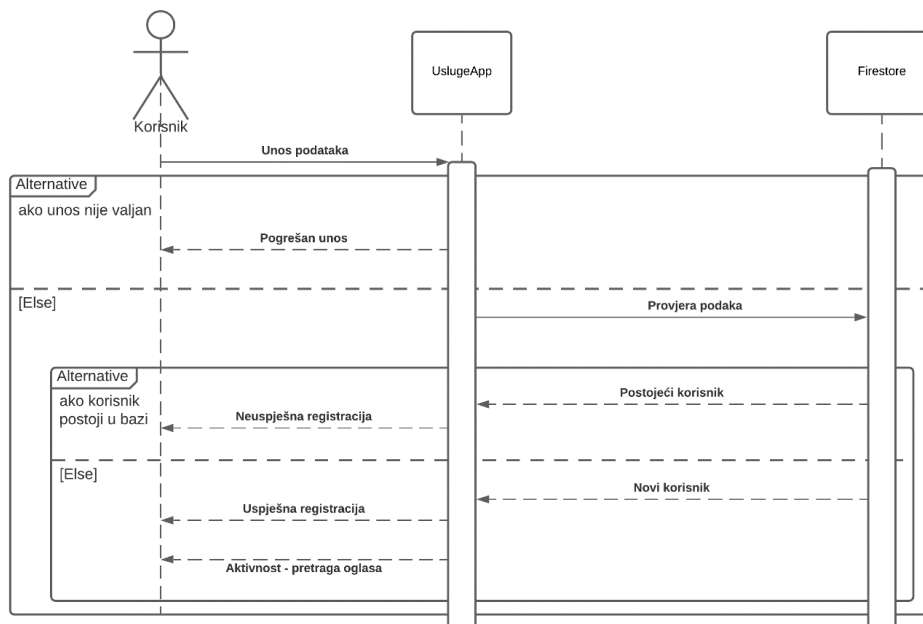 UslugeApp
Firestore
Korisnik
Unos podataka
Alternative
ako unos nije valjan
Pogrešan unos
[Else]
Provjera podaka
Alternative
ako korisnik
postoji u bazi
Postojeći korisnik
Neuspješna registracija
[Else]
Novi korisnik
Uspješna registracija
Aktivnost - pretraga oglasa